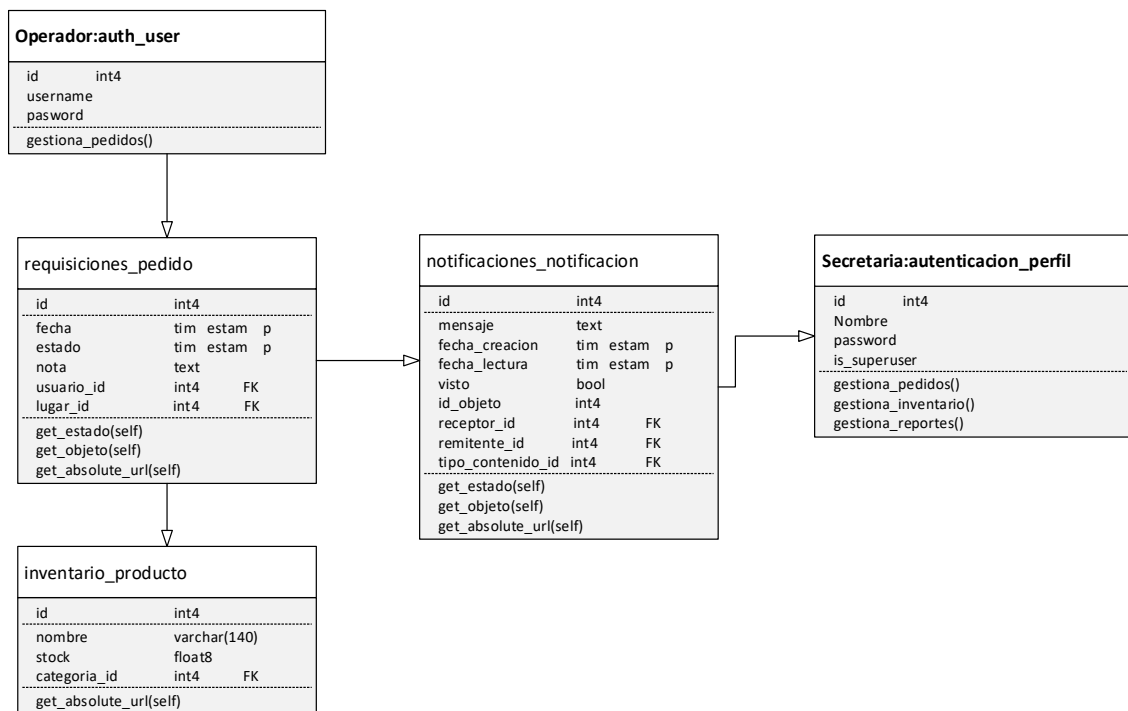 Operador:auth_user
id int4
username
pasword
gestiona_pedidos()
requisiciones_pedido
id int4
fecha tim estam p
estado tim estam p
nota text
usuario_id int4 FK
lugar_id int4 FK
get_estado(self)
get_objeto(self)
get_absolute_url(self)
notificaciones_notificacion
id int4
mensaje text
fecha_creacion tim estam p
fecha_lectura tim estam p
visto bool
id_objeto int4
receptor_id int4 FK
remitente_id int4 FK
tipo_contenido_id int4 FK
get_estado(self)
get_objeto(self)
get_absolute_url(self)
Secretaria:autenticacion_perfil
id int4
Nombre
password
is_superuser
gestiona_pedidos()
gestiona_inventario()
gestiona_reportes()
inventario_producto
id int4
nombre varchar(140)
stock float8
categoria_id int4 FK
get_absolute_url(self)